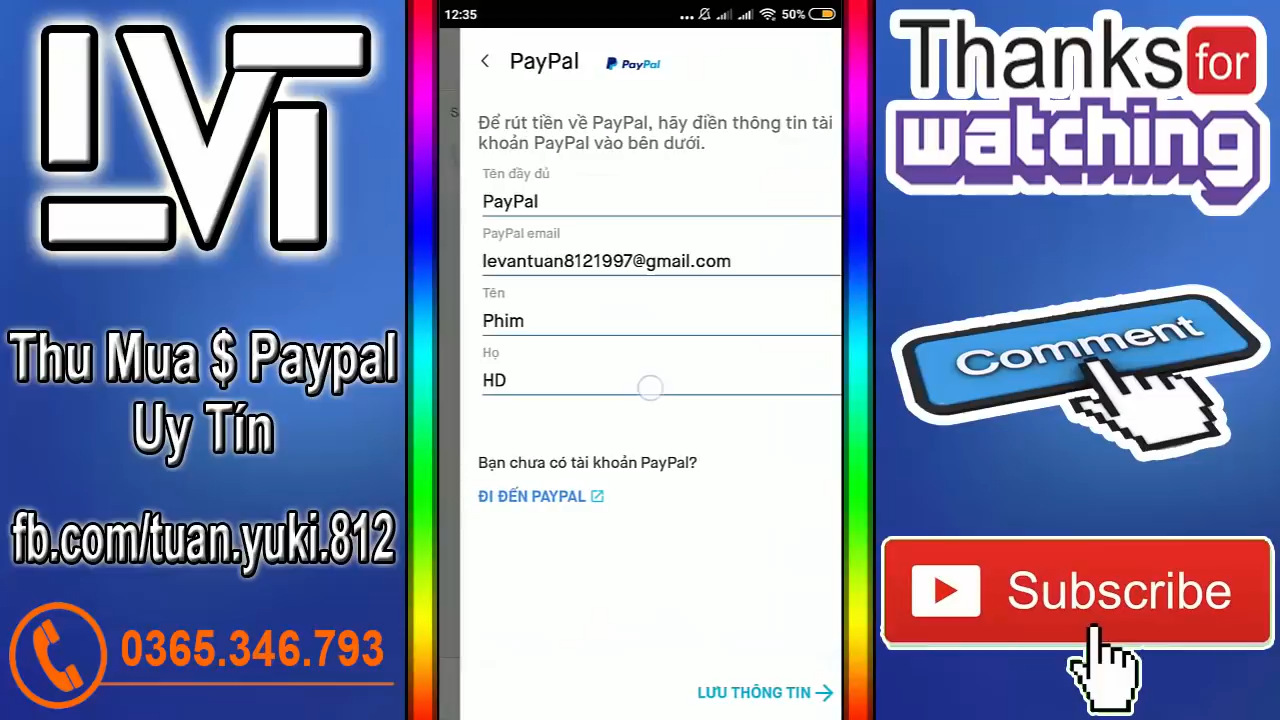 LVT
Thu Mua $ Paypal
Uy Tín
fb.com/tuan.yuki.812
0365.346.793
12:35
50%
PayPal
PayPal
Để rút tiền về PayPal, hãy điền thông tin tài
khoản PayPal vào bên dưới.
Tên đầy đủ
PayPal
PayPal email
levantuan8121997@gmail.com
Tên
Phim
Họ
HD
Bạn chưa có tài khoản PayPal?
ĐI ĐẾN PAYPAL
LƯU THÔNG TIN
Thanks for
watching
Comment
Subscribe